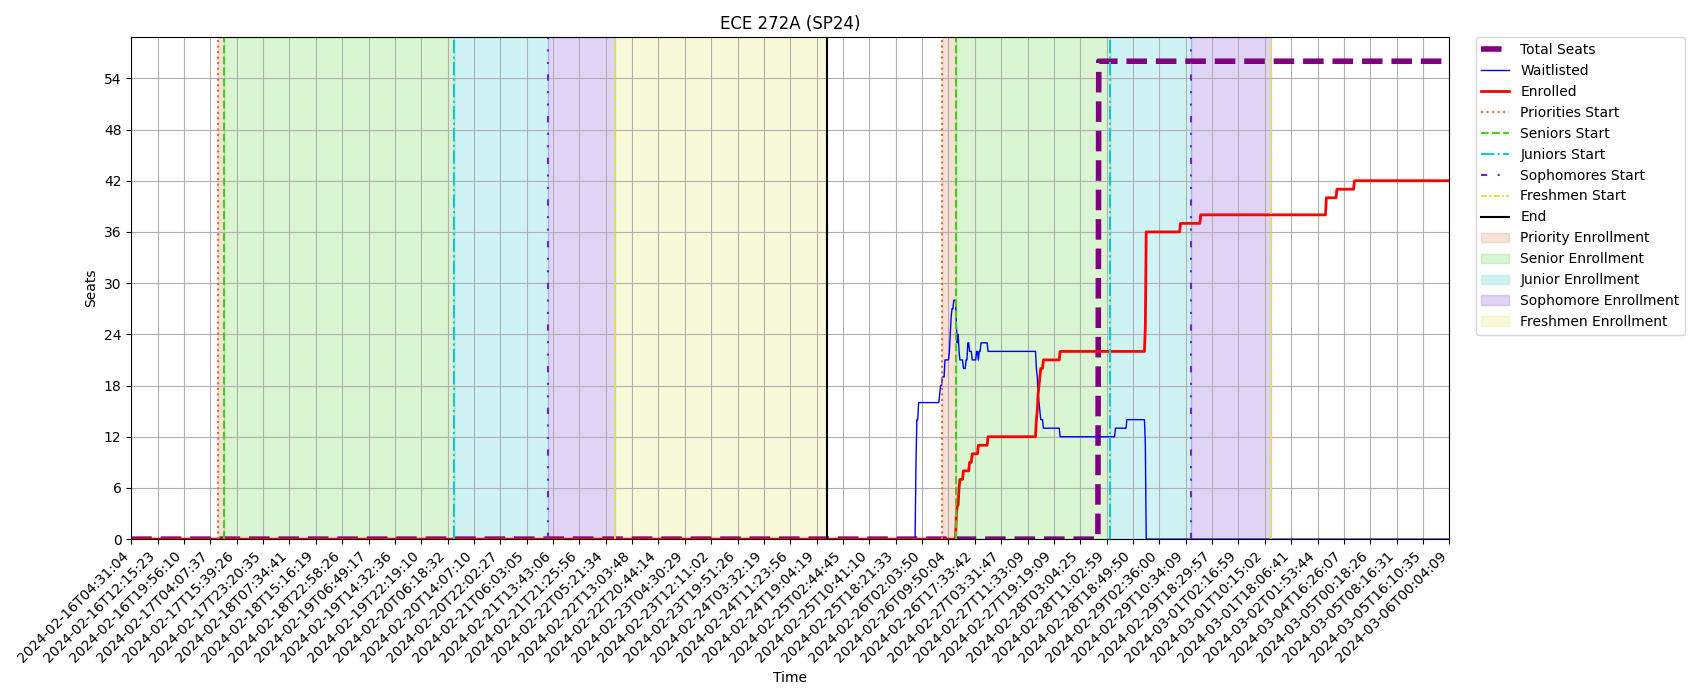 ECE 272A (SP24)
Seats
54
48
42
36
30
24
18
12
6
0
2024-02-16T04:31:04
2024-02-16T12:15:23
2024-02-16T19:56:10
2024-02-17T04:07:37
2024-02-17T15:39:26
2024-02-17T23:20:35
2024-02-18T07:34:41
2024-02-18T15:16:19
2024-02-18T22:58:26
2024-02-19T06:49:17
2024-02-19T14:32:36
2024-02-19T22:19:10
2024-02-20T06:18:32
2024-02-20T14:07:10
2024-02-20T22:02:27
2024-02-21T06:03:05
2024-02-21T13:43:06
2024-02-21T21:25:56
2024-02-22T05:21:34
2024-02-22T13:03:48
2024-02-22T20:44:14
2024-02-23T04:30:29
2024-02-23T12:11:02
2024-02-23T19:51:26
2024-02-24T03:32:19
2024-02-24T11:23:56
2024-02-24T19:04:19
2024-02-25T02:44:45
2024-02-25T10:41:10
2024-02-25T18:21:33
2024-02-26T02:03:50
2024-02-26T09:50:04
2024-02-26T17:33:42
2024-02-27T03:31:47
2024-02-27T11:33:09
2024-02-27T19:19:09
2024-02-28T03:04:25
2024-02-28T11:02:59
2024-02-28T18:49:50
2024-02-29T02:36:00
2024-02-29T10:34:09
2024-02-29T18:29:57
2024-03-01T02:16:59
2024-03-01T10:15:02
2024-03-01T18:06:41
2024-03-02T01:53:44
2024-03-04T16:26:07
2024-03-05T00:18:26
2024-03-05T08:16:31
2024-03-05T16:10:35
2024-03-06T00:04:09
Time
Total Seats
Waitlisted
Enrolled
Priorities Start
Seniors Start
Juniors Start
Sophomores Start
Freshmen Start
End
Priority Enrollment
Senior Enrollment
Junior Enrollment
Sophomore Enrollment
Freshmen Enrollment